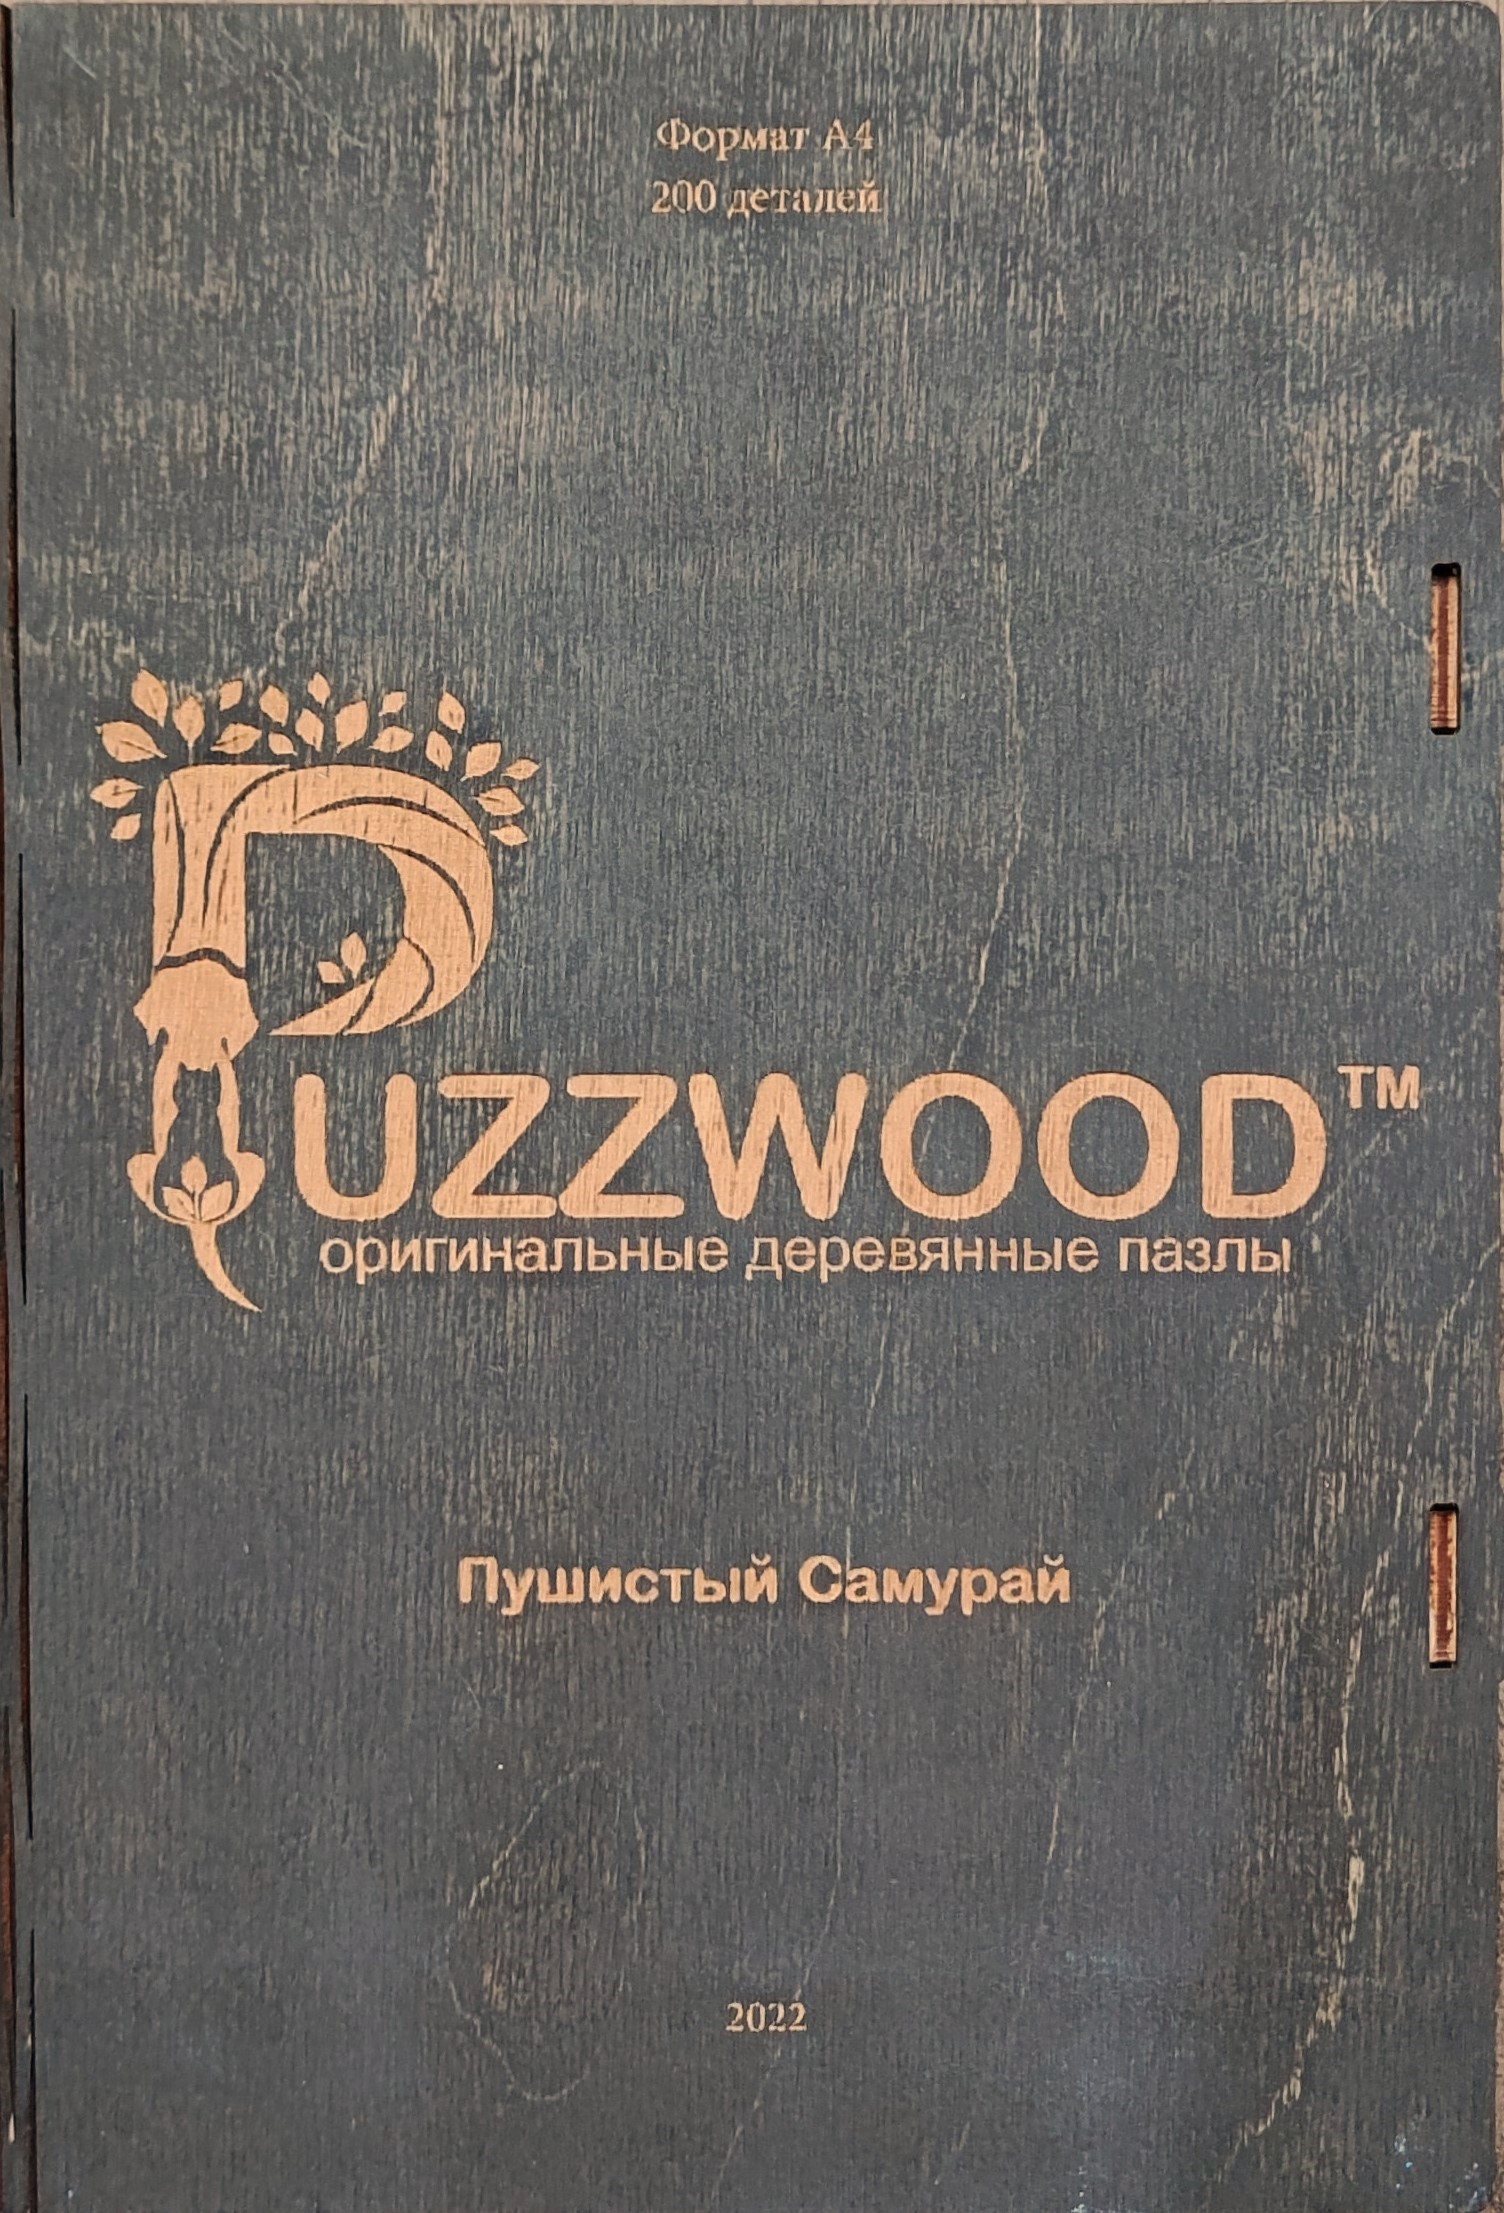 Формат А4
200 деталей
PUZZWOOD™
оригинальные деревянные пазлы
Пушистый Самурай
2022